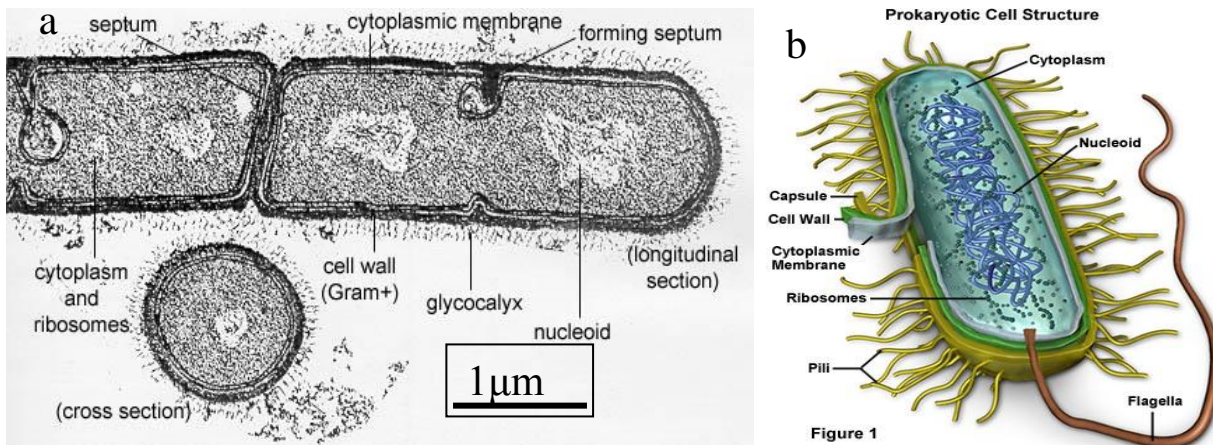 a
septum
cytoplasmic membrane
forming septum
cytoplasm
and
ribosomes
cell wall
(Gram+)
glycocalyx
nucleoid
(longitudinal
section)
(cross section)
1µm
Prokaryotic Cell Structure
b
Cytoplasm
Nucleoid
Capsule
Cell Wall
Cytoplasmic
Membrane
Ribosomes
Pili
Flagella
Figure 1